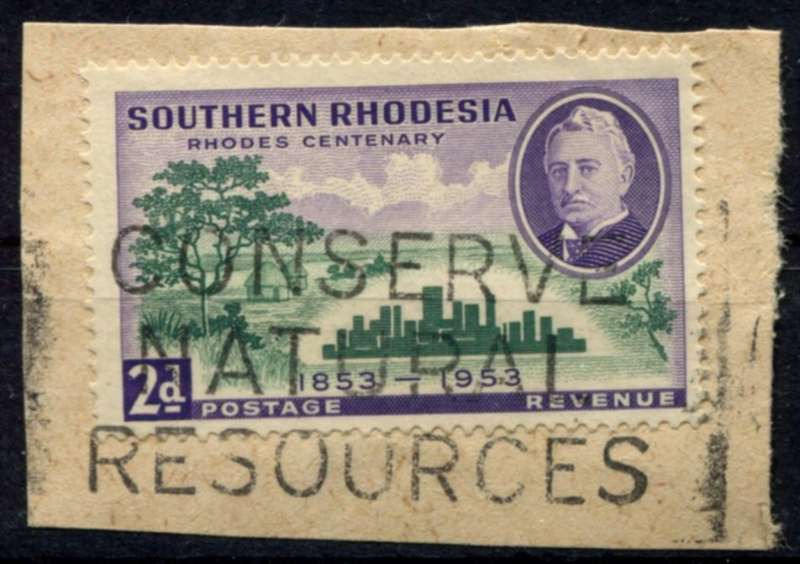 SOUTHERN RHODESIA
RHODES CENTENARY
CONSERVE
NATURAL
1853 – 1953
2d
POSTAGE REVENUE
RESOURCES